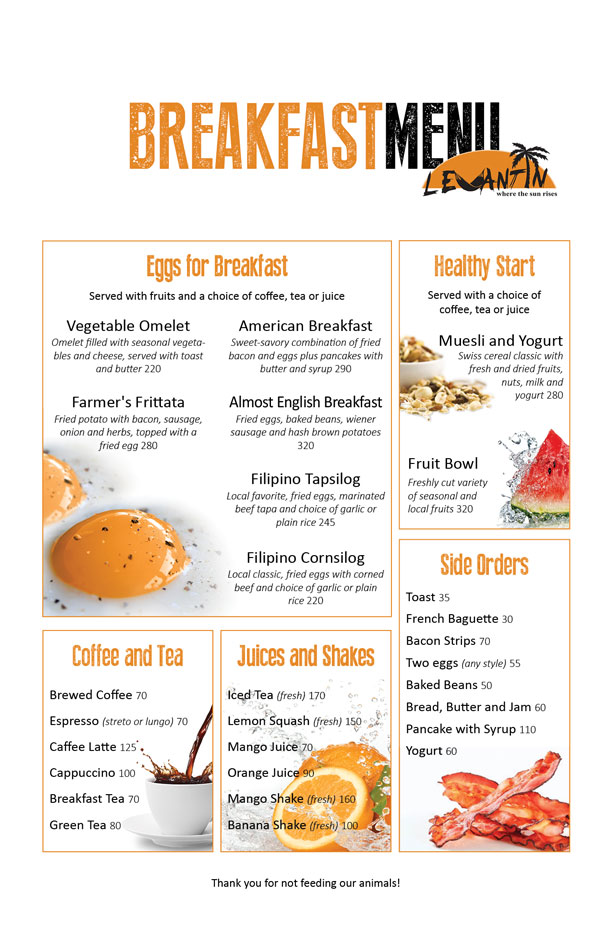 BREAKFASTMENU
LEVANTIN
where the sun rises
Eggs for Breakfast
Served with fruits and a choice of coffee, tea or juice
Vegetable Omelet
Omelet filled with seasonal vegeta-
bles and cheese, served with toast
and butter 220
Farmer's Frittata
Fried potato with bacon, sausage,
onion and herbs, topped with a
fried egg 280
American Breakfast
Sweet-savory combination of fried
bacon and eggs plus pancakes with
butter and syrup 290
Almost English Breakfast
Fried eggs, baked beans, wiener
sausage and hash brown potatoes
320
Filipino Tapsilog
Local favorite, fried eggs, marinated
beef tapa and choice of garlic or
plain rice 245
Filipino Cornsilog
Local classic, fried eggs with corned
beef and choice of garlic or plain
rice 220
Healthy Start
Served with a choice of
coffee, tea or juice
Muesli and Yogurt
Swiss cereal classic with
fresh and dried fruits,
nuts, milk and
yogurt 280
Fruit Bowl
Freshly cut variety
of seasonal and
local fruits 320
Side Orders
Toast 35
French Baguette 30
Bacon Strips 70
Two eggs (any style) 55
Baked Beans 50
Bread, Butter and Jam 60
Pancake with Syrup 110
Yogurt 60
Coffee and Tea
Brewed Coffee 70
Espresso (streto or lungo) 70
Caffee Latte 125
Cappuccino 100
Breakfast Tea 70
Green Tea 80
Juices and Shakes
Iced Tea (fresh) 170
Lemon Squash (fresh) 150
Mango Juice 70
Orange Juice 90
Mango Shake (fresh) 160
Banana Shake (fresh) 100
Thank you for not feeding our animals!